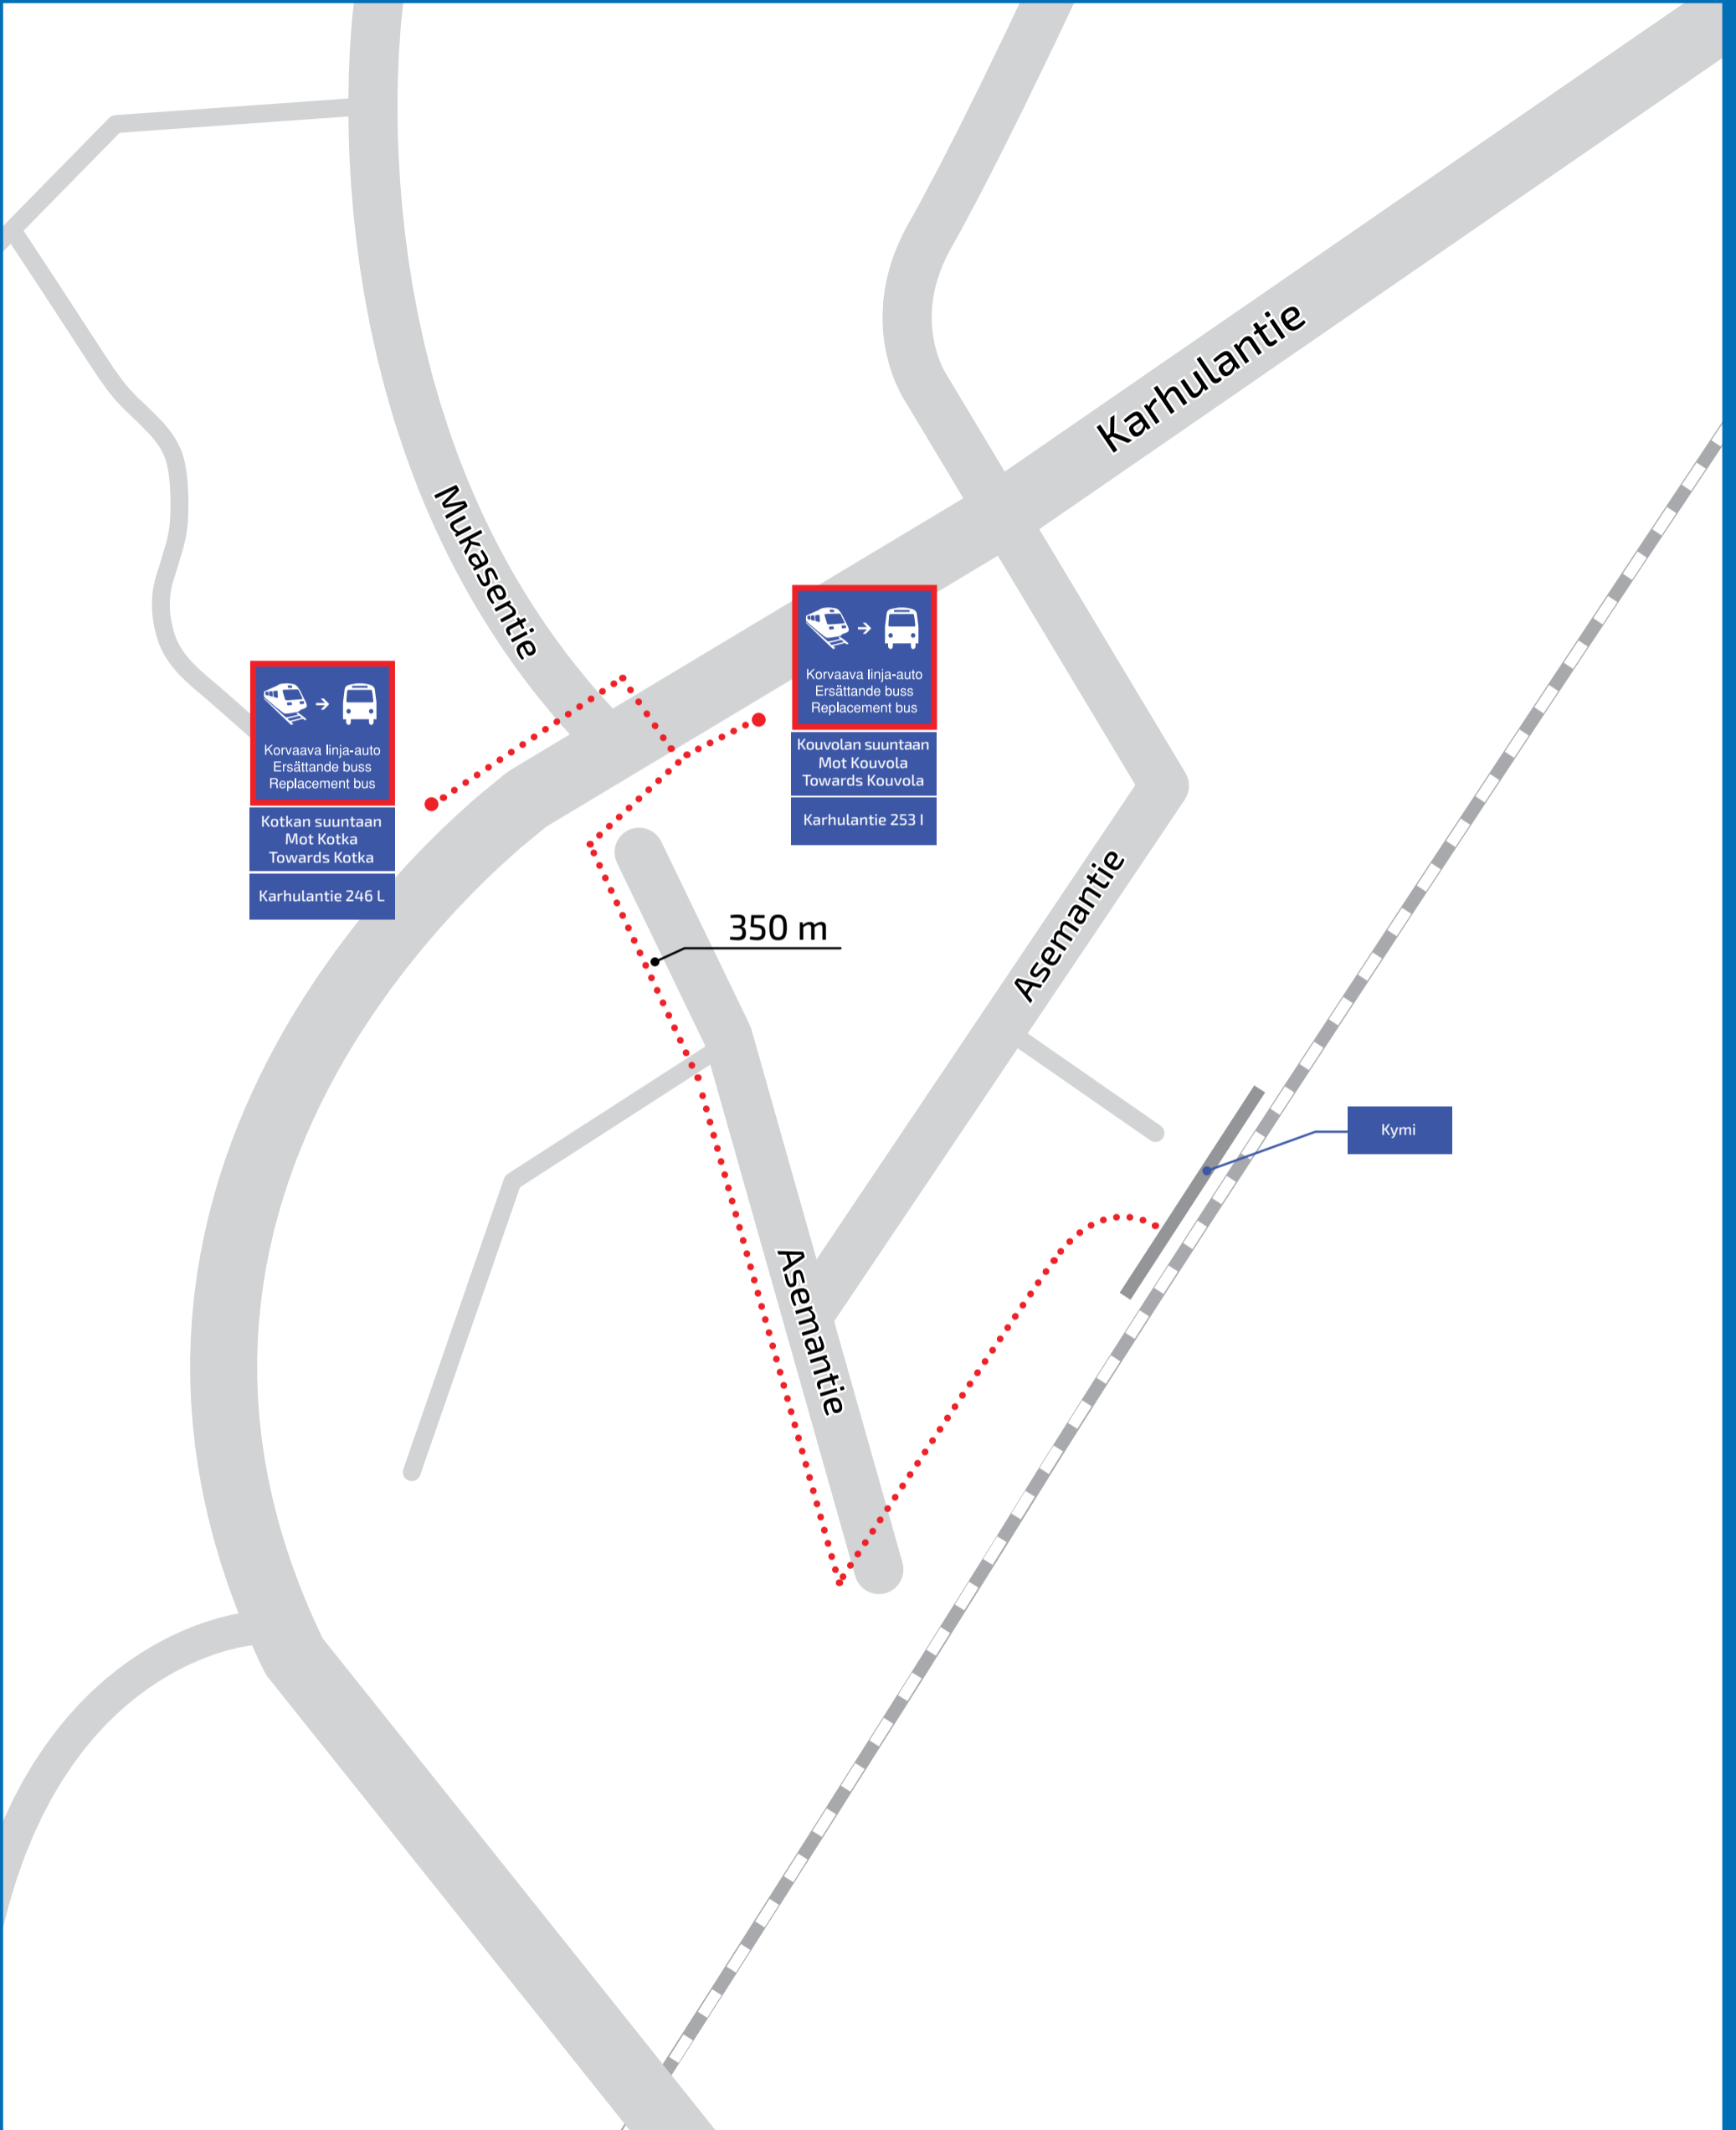 Karhulantie
Mukasentie
Korvaava linja-auto
Ersättande buss
Replacement bus
Kouvolan suuntaan
Mot Kouvola
Towards Kouvola
Karhulantie 253 I
Korvaava linja-auto
Ersättande buss
Replacement bus
Kotkan suuntaan
Mot Kotka
Towards Kotka
Karhulantie 246 L
350 m
Asemantie
Kymi
Asemantie